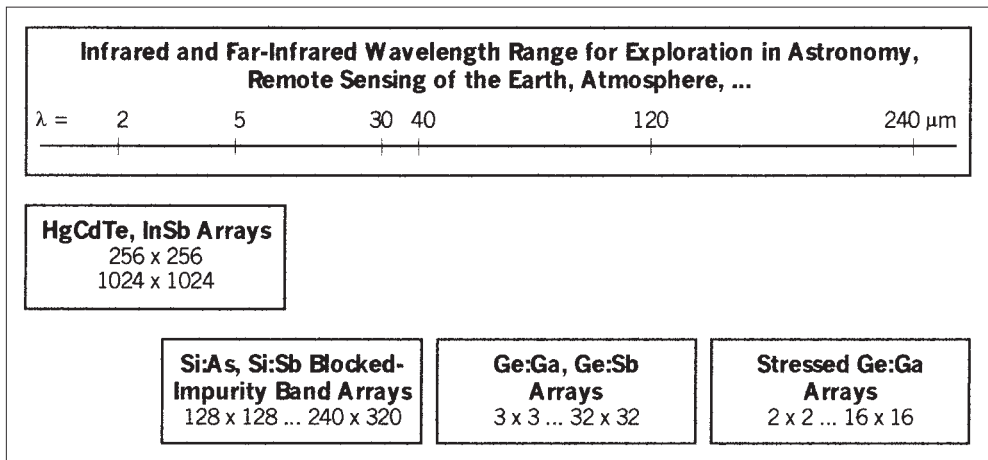 Infrared and Far-Infrared Wavelength Range for Exploration in Astronomy,
Remote Sensing of the Earth, Atmosphere, ...
λ = 2 5 30 40 120 240 μm
HgCdTe, InSb Arrays
256 x 256
1024 x 1024
Si:As, Si:Sb Blocked-
Impurity Band Arrays
128 x 128 ... 240 x 320
Ge:Ga, Ge:Sb
Arrays
3 x 3 ... 32 x 32
Stressed Ge:Ga
Arrays
2 x 2 ... 16 x 16